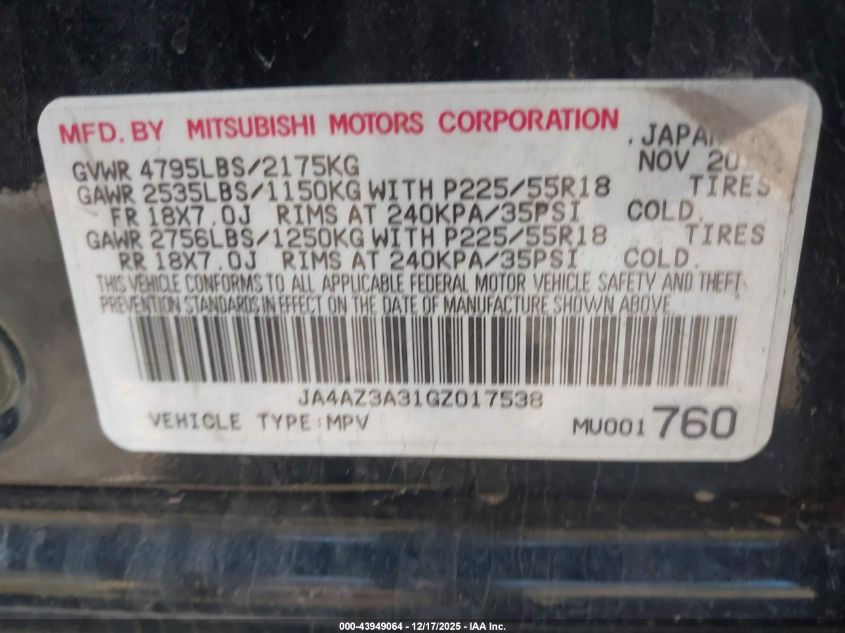 MFD. BY MITSUBISHI MOTORS CORPORATION , JAPAN
GVWR 4795LBS/2175KG NOV
GAWR 2535LBS/1150KG WITH P225/55R18 TIRES
FR 18X7.0J RIMS AT 240KPA/35PSI COLD.
GAWR 2756LBS/1250KG WITH P225/55R18 TIRES
RR 18X7.0J RIMS AT 240KPA/35PSI COLD.
THIS VEHICLE CONFORMS TO ALL APPLICABLE FEDERAL MOTOR VEHICLE SAFETY AND THEFT
PREVENTION STANDARDS IN EFFECT ON THE DATE OF MANUFACTURE SHOWN ABOVE.
JA4AZ3A31GZ017538
VEHICLE TYPE:MPV MU001 760
000-43949064 - 12/17/2025 - IAA Inc.